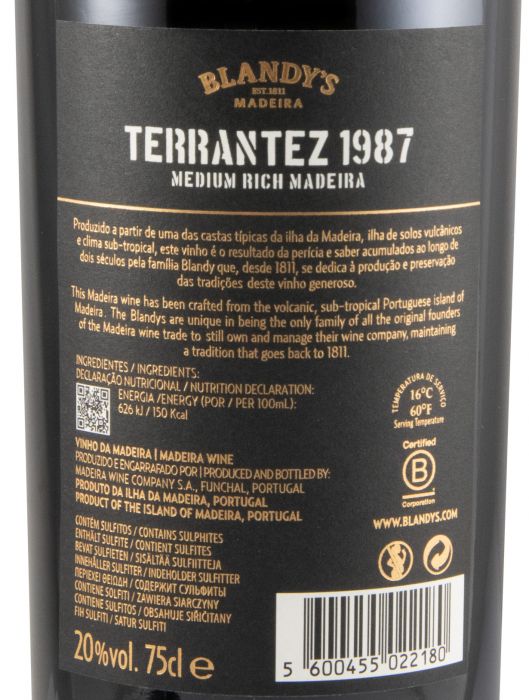 BLANDY'S
EST. 1811
MADEIRA
TERRANTEZ 1987
MEDIUM RICH MADEIRA
Produzido a partir de uma das castas típicas da ilha da Madeira, ilha de solos vulcânicos
e clima sub-tropical, este vinho é o resultado da perícia e saber acumulados ao longo de
dois séculos pela família Blandy que, desde 1811, se dedica à produção e preservação
das tradições deste vinho generoso.
This Madeira wine has been crafted from the volcanic, sub-tropical Portuguese island of
Madeira. The Blandys are unique in being the only family of all the original founders
of the Madeira wine trade to still own and manage their wine company, maintaining
a tradition that goes back to 1811.
INGREDIENTES / INGREDIENTS:
DECLARAÇÃO NUTRICIONAL / NUTRITION DECLARATION:
ENERGIA /ENERGY (POR / PER 100mL):
626 kJ / 150 Kcal
TEMPERATURA DE SERVIÇO
16°C
60°F
Serving Temperature
VINHO DA MADEIRA | MADEIRA WINE
PRODUZIDO E ENGARRAFADO POR | PRODUCED AND BOTTLED BY:
MADEIRA WINE COMPANY S.A., FUNCHAL, PORTUGAL
PRODUTO DA ILHA DA MADEIRA, PORTUGAL
PRODUCT OF THE ISLAND OF MADEIRA, PORTUGAL
Certified
B
Corporation
WWW.BLANDYS.COM
CONTÉM SULFITOS / CONTAINS SULPHITES
ENTHÄLT SULFITE / CONTIENT SULFITES
BEVAT SULFIETEN / SISÄLTÄÄ SULFIITTEJA
INNEHÅLLER SULFITER / INDEHOLDER SULFITTER
ΠΕΡΙΕΧΕΙ ΘΕΙΩΔΗ / СОДЕРЖИТ СУЛЬФИТЫ
CONTIENE SULFITOS / ZAWIERA SIARCZYNY
CONTIENE SOLFITI / OBSAHUJE SIŘIČITANY
FIH SULFITI / SATUR SULFITI
20%vol. 75cl e
5 600455 022180